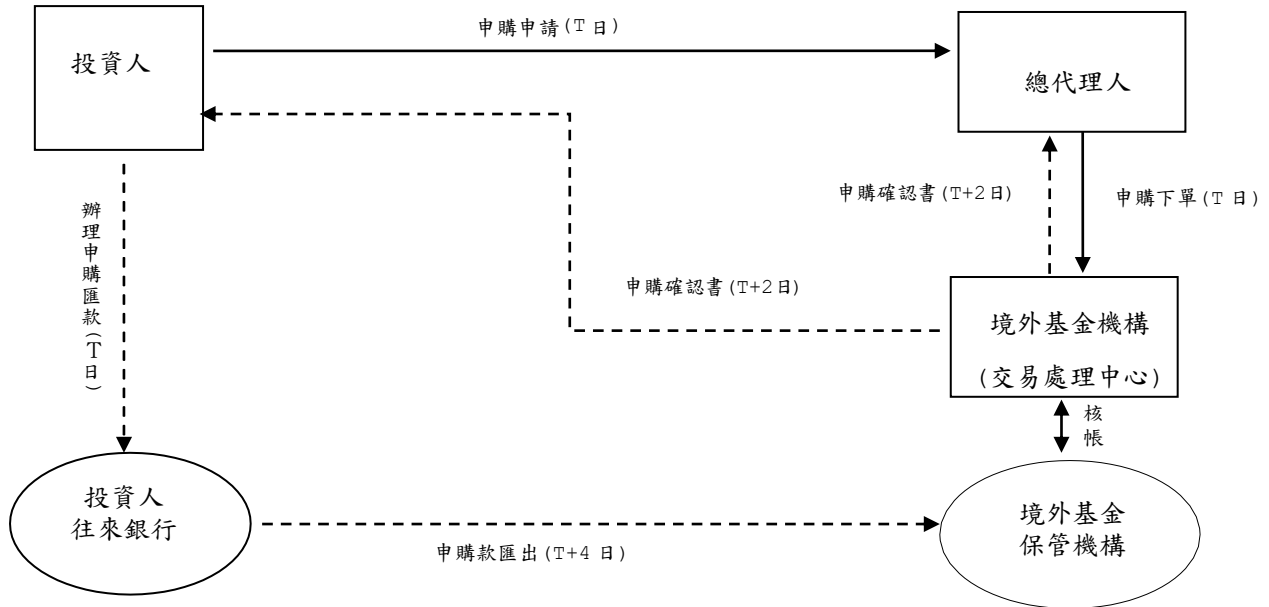 申購申請(T日)
投資人
總代理人
申購確認書(T+2日)
申購下單(T日)
辦理申購匯款(T日)
申購確認書(T+2日)
境外基金機構
(交易處理中心)
核帳
投資人
往來銀行
境外基金
保管機構
申購款匯出(T+4日)